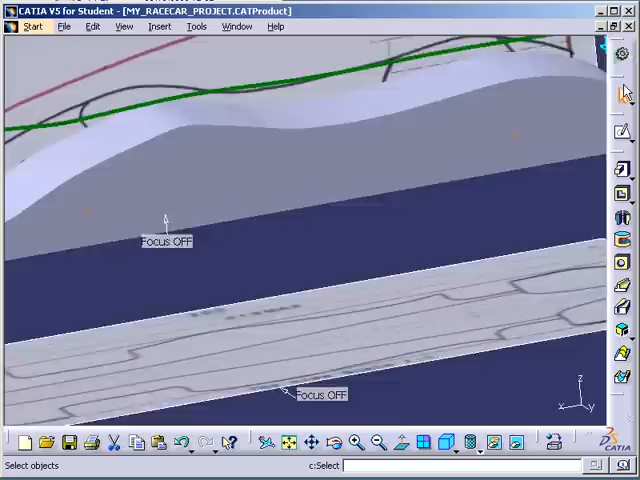 CATIA V5 for Student - [MY_RACECAR_PROJECT.CATProduct]
Start File Edit View Insert Tools Window Help
Focus OFF
Focus OFF
z
x y
CATIA
Select objects c:Select